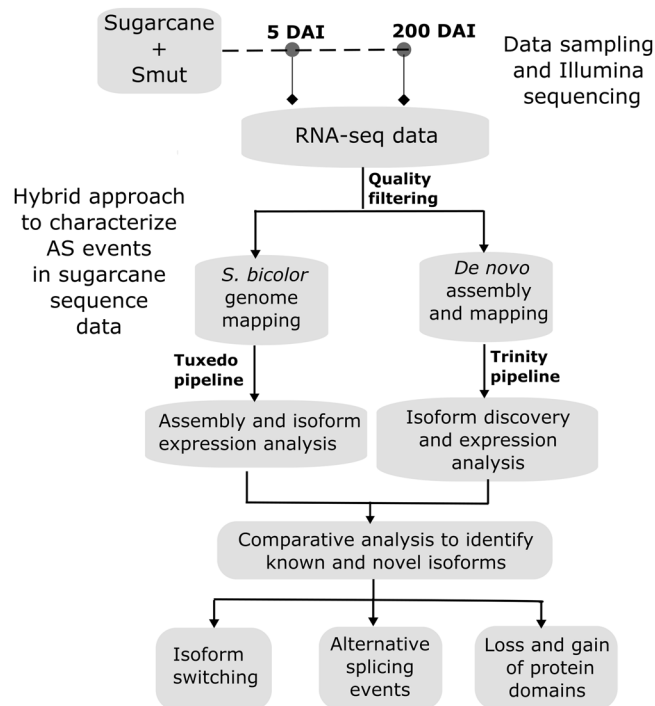 Sugarcane
+
Smut
5 DAI
200 DAI
Data sampling
and Illumina
sequencing
RNA-seq data
Quality
filtering
Hybrid approach
to characterize
AS events
in sugarcane
sequence
data
S. bicolor
genome
mapping
De novo
assembly
and mapping
Tuxedo
pipeline
Trinity
pipeline
Assembly and isoform
expression analysis
Isoform discovery
and expression
analysis
Comparative analysis to identify
known and novel isoforms
Isoform
switching
Alternative
splicing
events
Loss and gain
of protein
domains